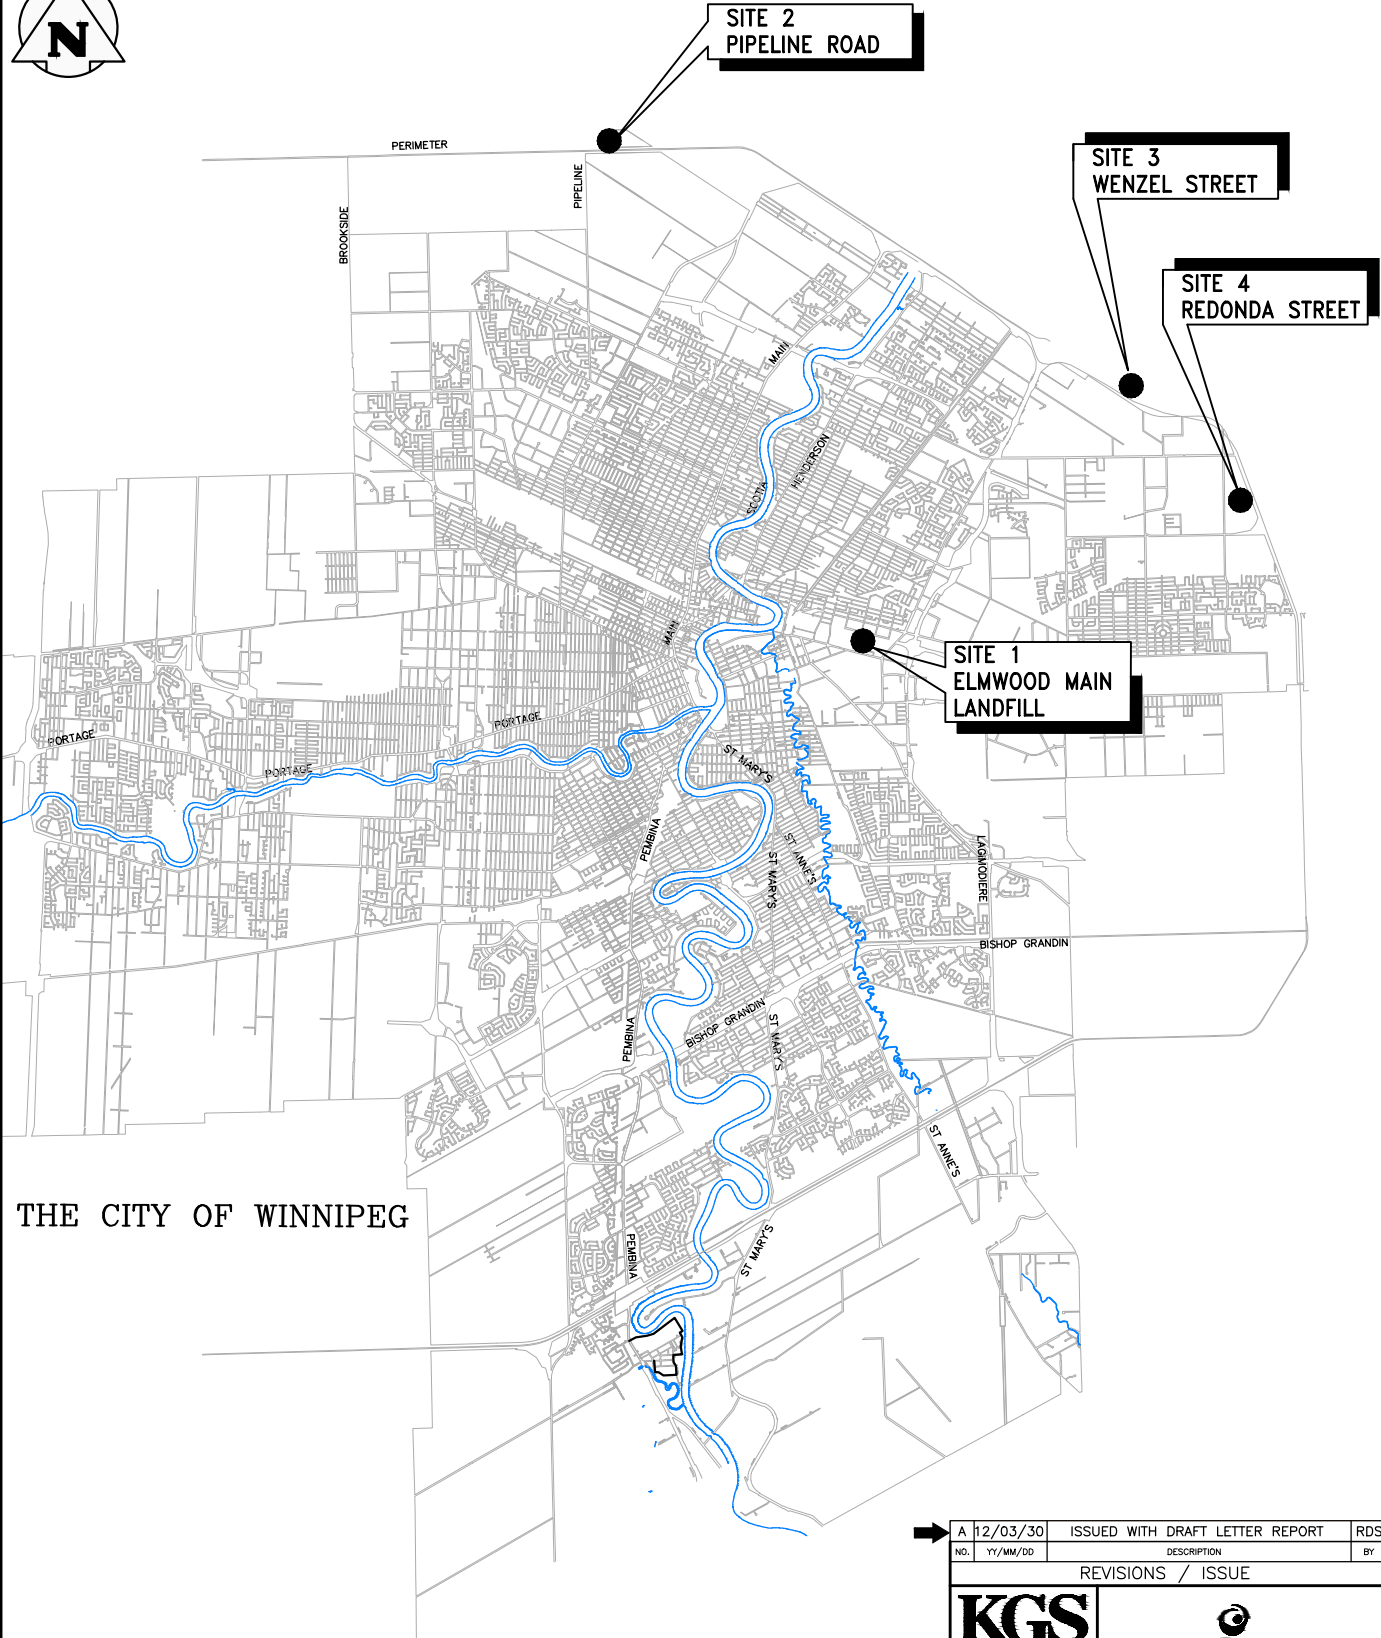 N
SITE 2
PIPELINE ROAD
SITE 3
WENZEL STREET
SITE 4
REDONDA STREET
PERIMETER
PIPELINE
BROOKSIDE
MAIN
HENDERSON
SCOTIA
MAIN
SITE 1
ELMWOOD MAIN
LANDFILL
PORTAGE
PORTAGE
PORTAGE
ST MARY'S
PEMBINA
ST ANNE'S
ST MARY'S
LAGMODIERE
BISHOP GRANDIN
BISHOP GRANDIN
PEMBINA
ST MARY'S
ST ANNE'S
THE CITY OF WINNIPEG
PEMBINA
ST MARY'S
A 12/03/30 ISSUED WITH DRAFT LETTER REPORT RDS
NO. YY/MM/DD DESCRIPTION BY
REVISIONS / ISSUE
KGS